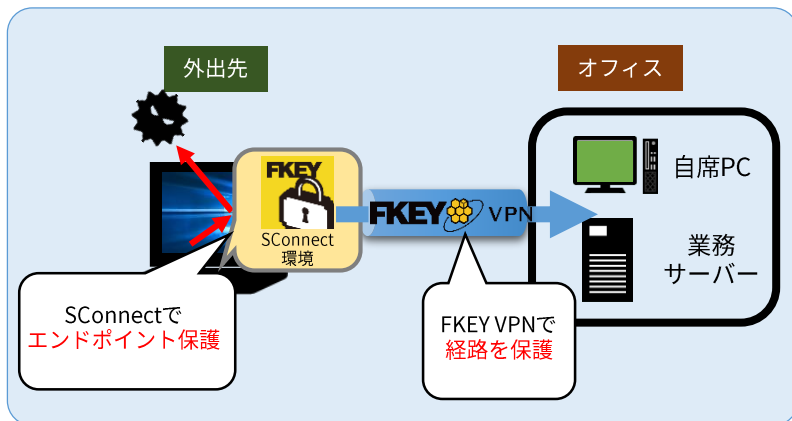 外出先
オフィス
FKEY
SConnect
環境
FKEY VPN
自席PC
業務
サーバー
SConnectで
エンドポイント保護
FKEY VPNで
経路を保護